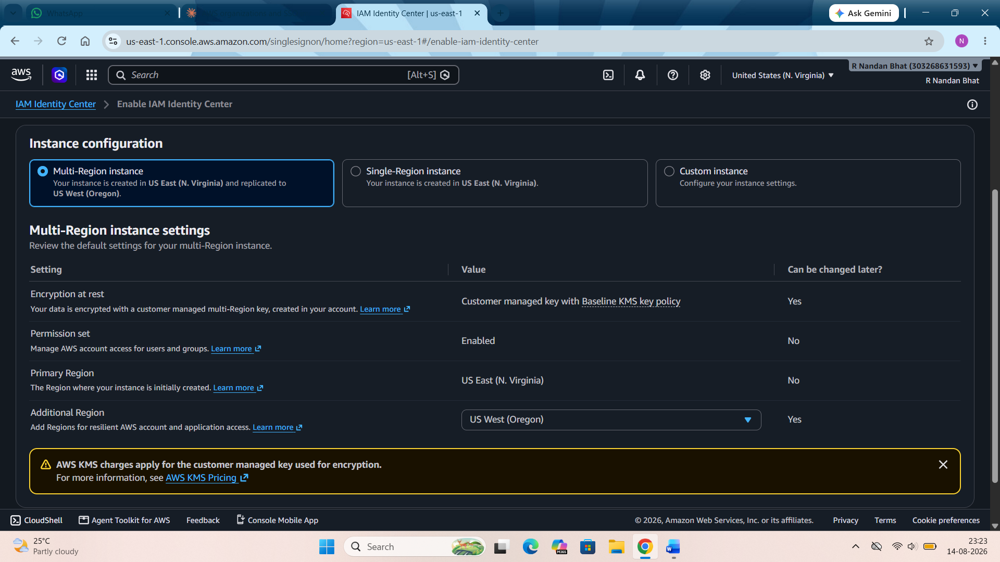 WhatsApp
IAM Identity Center | us-east-1
Ask Gemini
us-east-1.console.aws.amazon.com/singlesignon/home?region=us-east-1#/enable-iam-identity-center
N
aws
Search
[Alt+S]
United States (N. Virginia)
R Nandan Bhat (303268631593)
R Nandan Bhat
IAM Identity Center
Enable IAM Identity Center
Instance configuration
Multi-Region instance
Your instance is created in US East (N. Virginia) and replicated to
US West (Oregon).
Single-Region instance
Your instance is created in US East (N. Virginia).
Custom instance
Configure your instance settings.
Multi-Region instance settings
Review the default settings for your multi-Region instance.
Setting
Value
Can be changed later?
Encryption at rest
Your data is encrypted with a customer managed multi-Region key, created in your account. Learn more
Customer managed key with Baseline KMS key policy
Yes
Permission set
Manage AWS account access for users and groups. Learn more
Enabled
No
Primary Region
The Region where your instance is initially created. Learn more
US East (N. Virginia)
No
Additional Region
Add Regions for resilient AWS account and application access. Learn more
US West (Oregon)
Yes
AWS KMS charges apply for the customer managed key used for encryption.
For more information, see AWS KMS Pricing
CloudShell
Agent Toolkit for AWS
Feedback
Console Mobile App
© 2026, Amazon Web Services, Inc. or its affiliates.
Privacy
Terms
Cookie preferences
25°C
Partly cloudy
Search
M365
W
23:23
14-08-2026